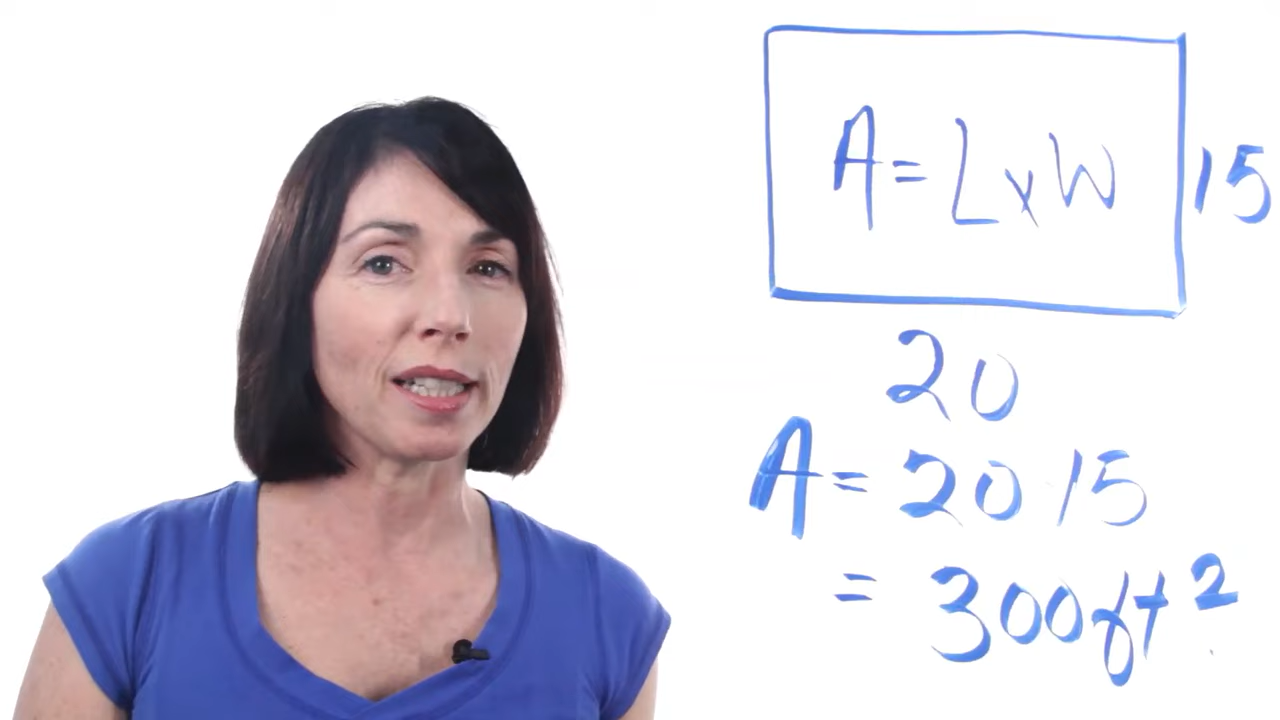 A = L x W
15
20
A = 20 · 15
= 300 ft²